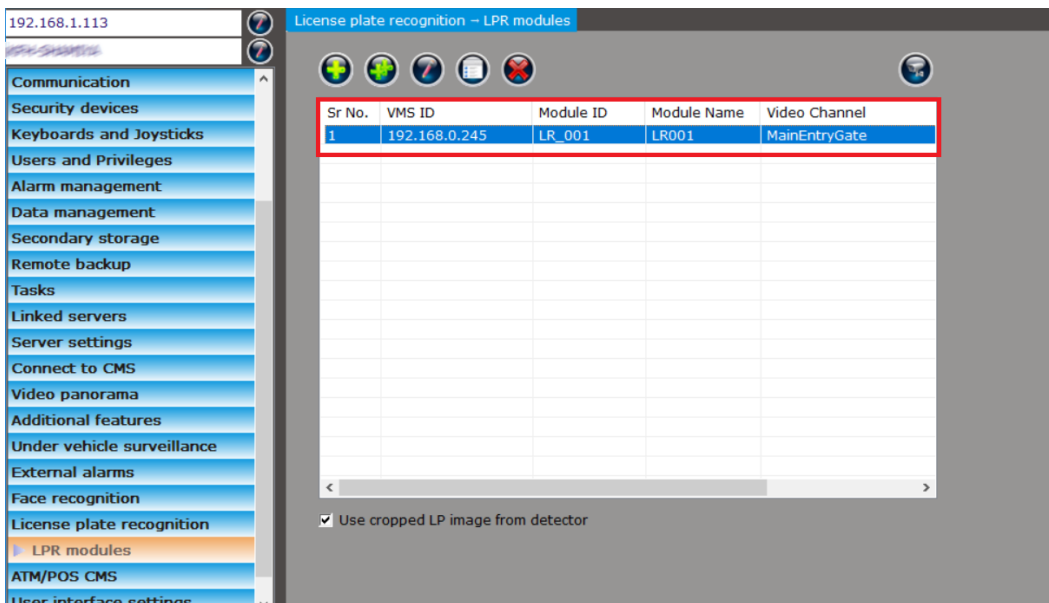 192.168.1.113
Communication
Security devices
Keyboards and Joysticks
Users and Privileges
Alarm management
Data management
Secondary storage
Remote backup
Tasks
Linked servers
Server settings
Connect to CMS
Video panorama
Additional features
Under vehicle surveillance
External alarms
Face recognition
License plate recognition
LPR modules
ATM/POS CMS
User interface settings
License plate recognition – LPR modules
Sr No. VMS ID Module ID Module Name Video Channel
1 192.168.0.245 LR_001 LR001 MainEntryGate
Use cropped LP image from detector